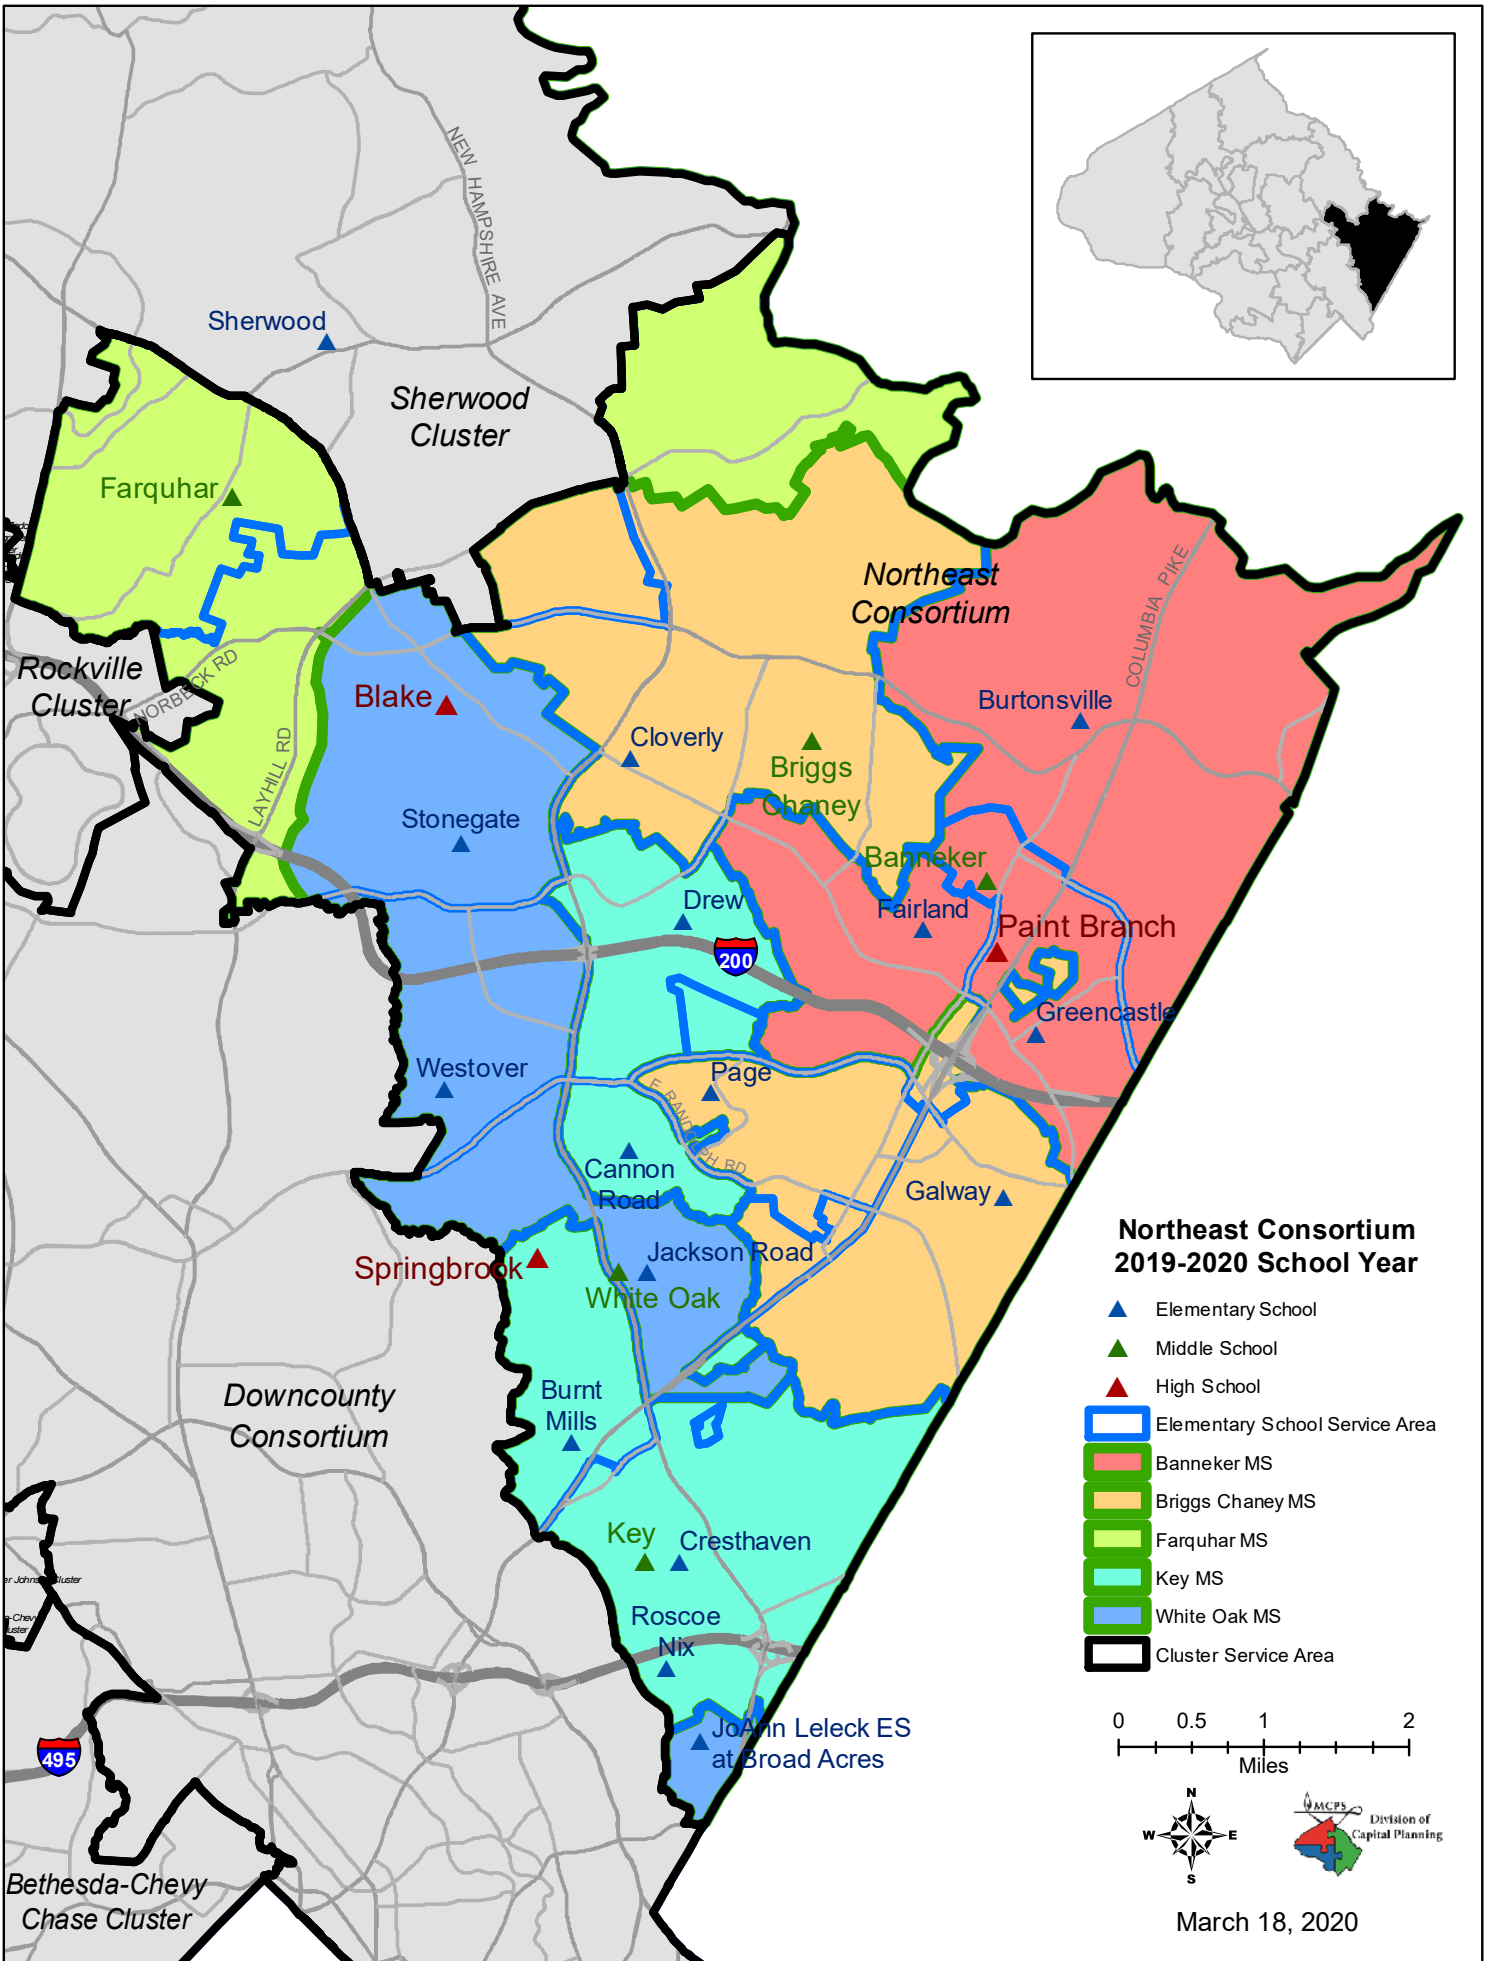 NEW HAMPSHIRE AVE
Sherwood
Sherwood
Cluster
Farquhar
Northeast
Consortium
COLUMBIA PIKE
Rockville
Cluster
NORBECK RD
Blake
Burtonsville
LAYHILL RD
Cloverly
Briggs
Chaney
Stonegate
Banneker
Drew
Fairland
Paint Branch
200
Greencastle
Westover
Page
E RANDOLPH RD
Cannon
Road
Galway
Springbrook
Jackson Road
White Oak
Downcounty
Consortium
Burnt
Mills
Key
Cresthaven
Roscoe
Nix
JoAnn Leleck ES
at Broad Acres
495
Bethesda-Chevy
Chase Cluster
Cluster
Northeast Consortium
2019-2020 School Year
Elementary School
Middle School
High School
Elementary School Service Area
Banneker MS
Briggs Chaney MS
Farquhar MS
Key MS
White Oak MS
Cluster Service Area
0 0.5 1 2
Miles
N
W E
S
MCPS
Division of
Capital Planning
March 18, 2020